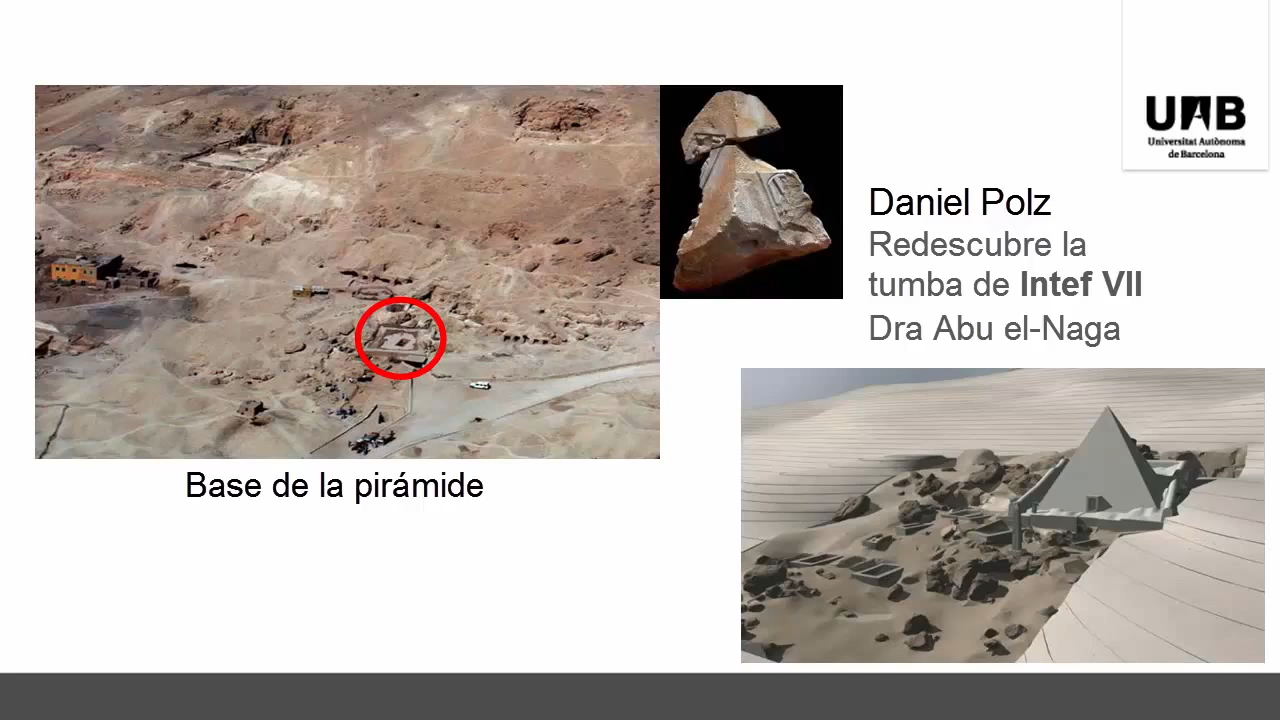 UAB
Universitat Autònoma
de Barcelona
Daniel Polz
Redescubre la
tumba de Intef VII
Dra Abu el-Naga
Base de la pirámide